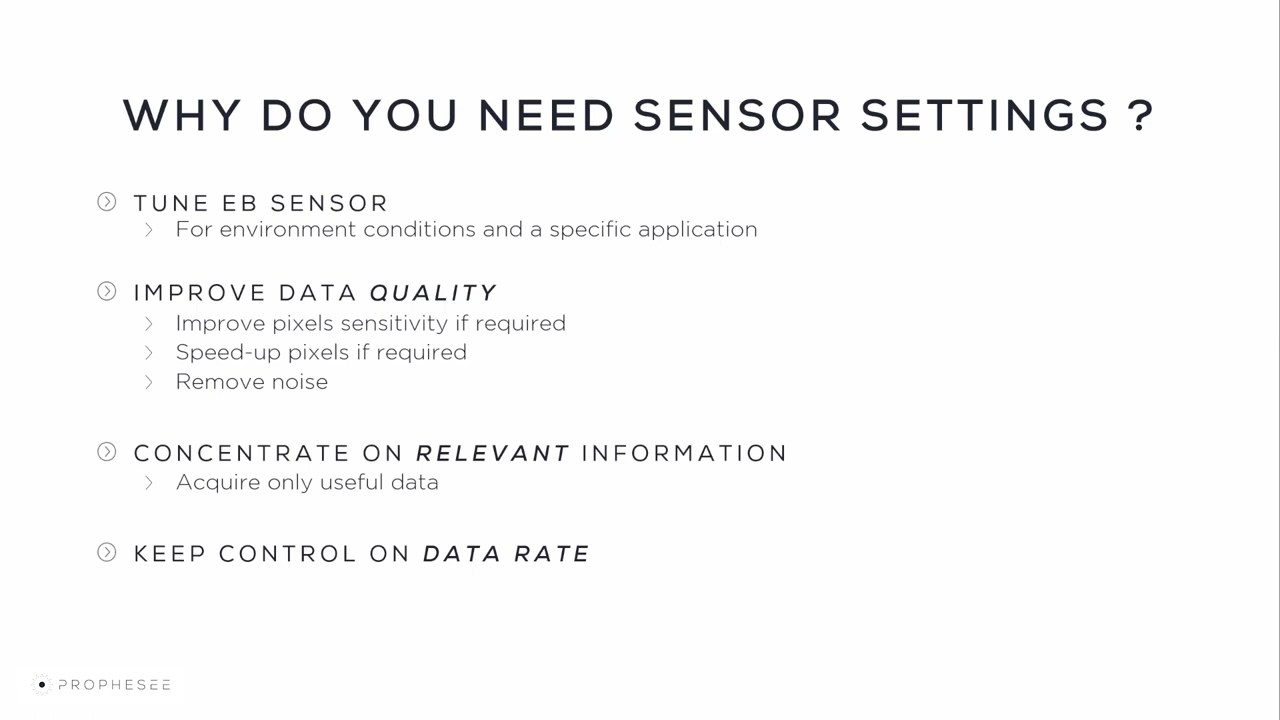 WHY DO YOU NEED SENSOR SETTINGS ?
TUNE EB SENSOR
For environment conditions and a specific application
IMPROVE DATA QUALITY
Improve pixels sensitivity if required
Speed-up pixels if required
Remove noise
CONCENTRATE ON RELEVANT INFORMATION
Acquire only useful data
KEEP CONTROL ON DATA RATE
PROPHESEE